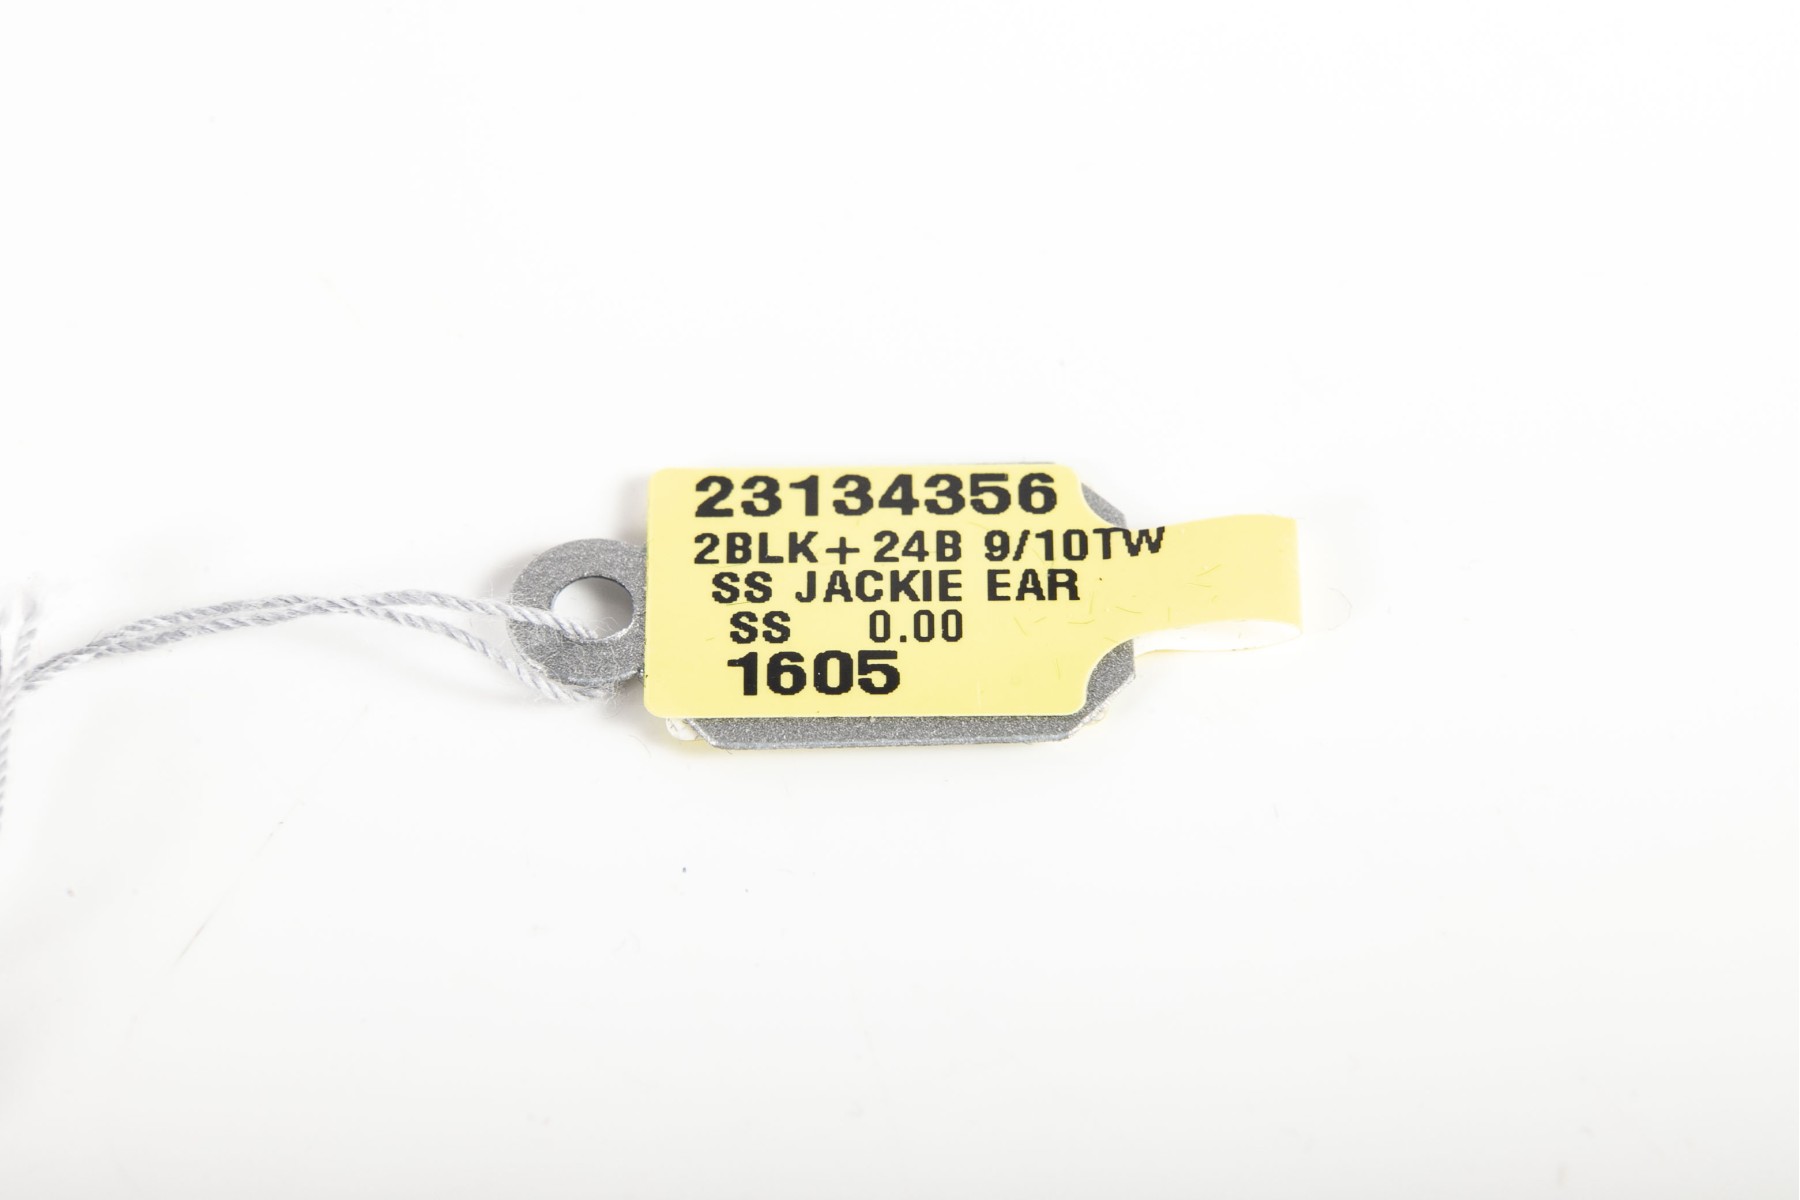 23134356
2BLK+24B 9/10TW
SS JACKIE EAR
SS 0.00
1605